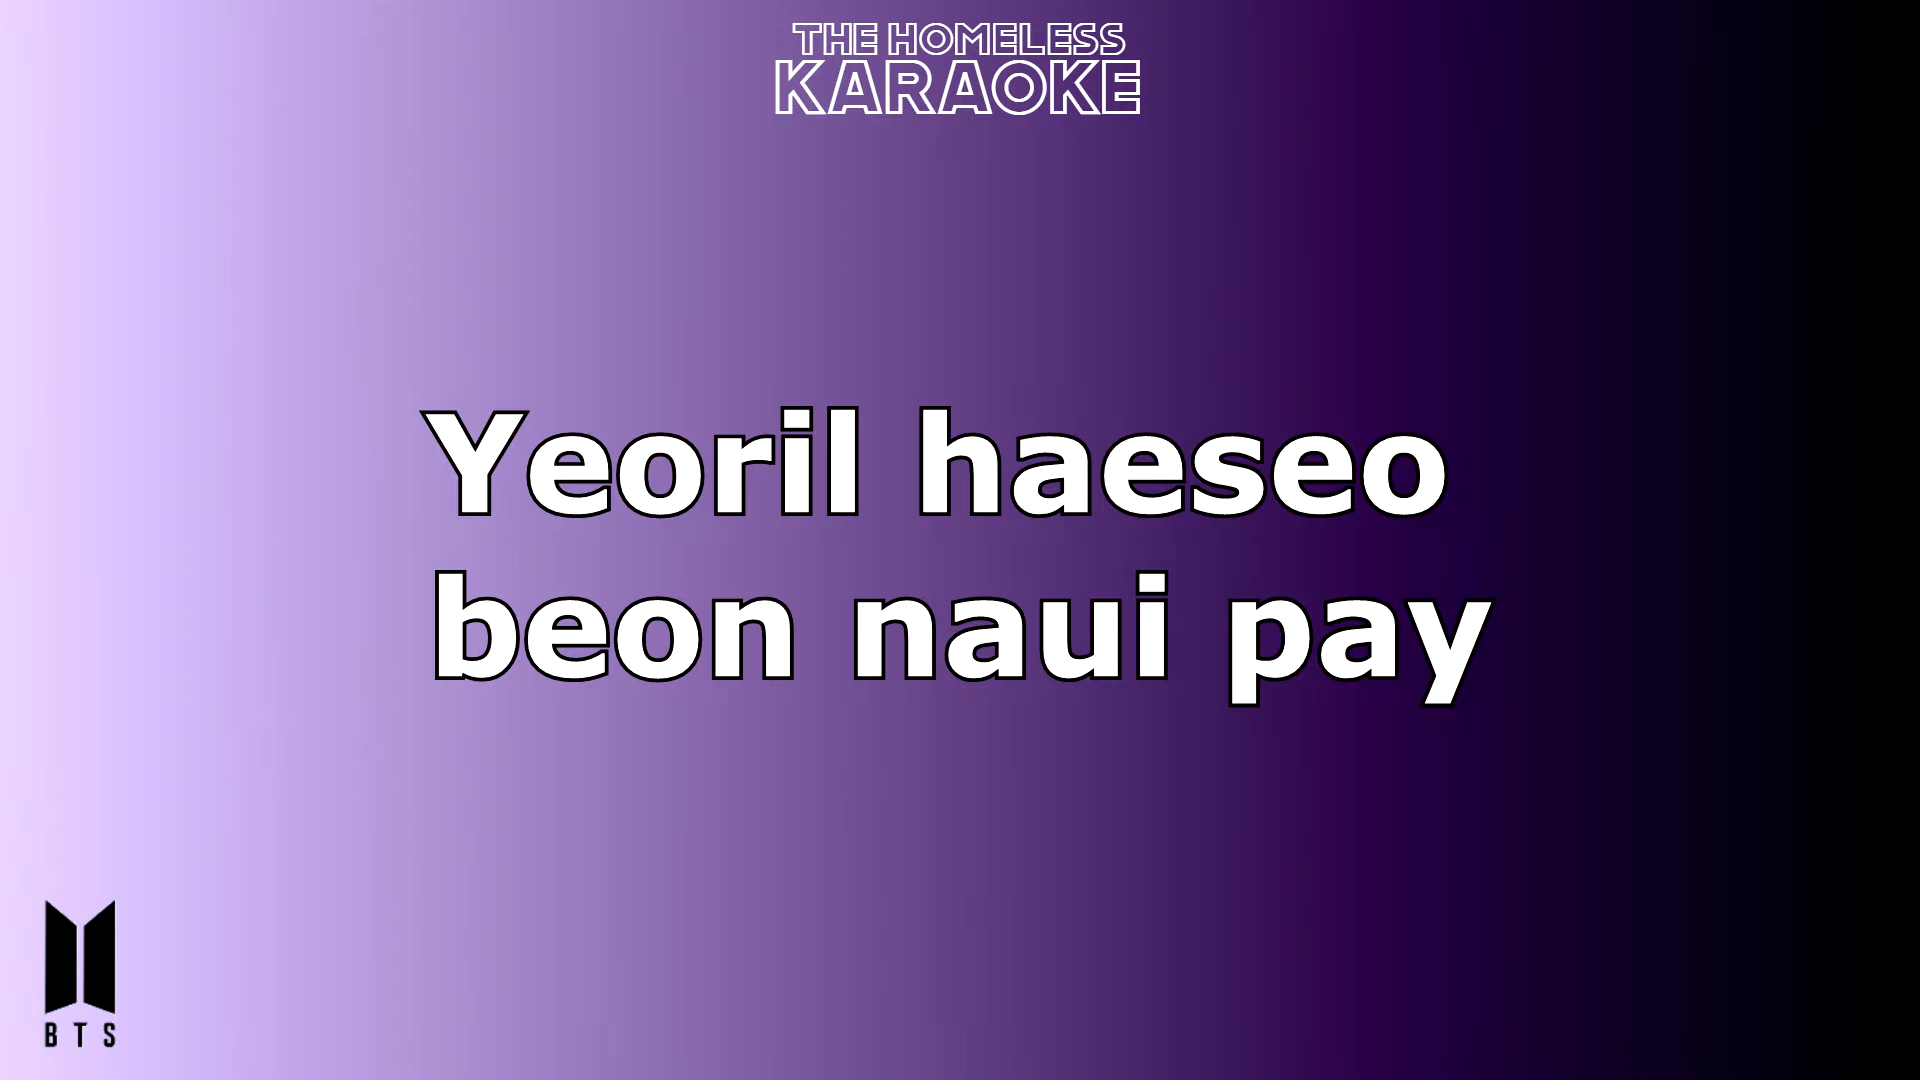 THE HOMELESS
KARAOKE
Yeoril haeseo
beon naui pay
BTS